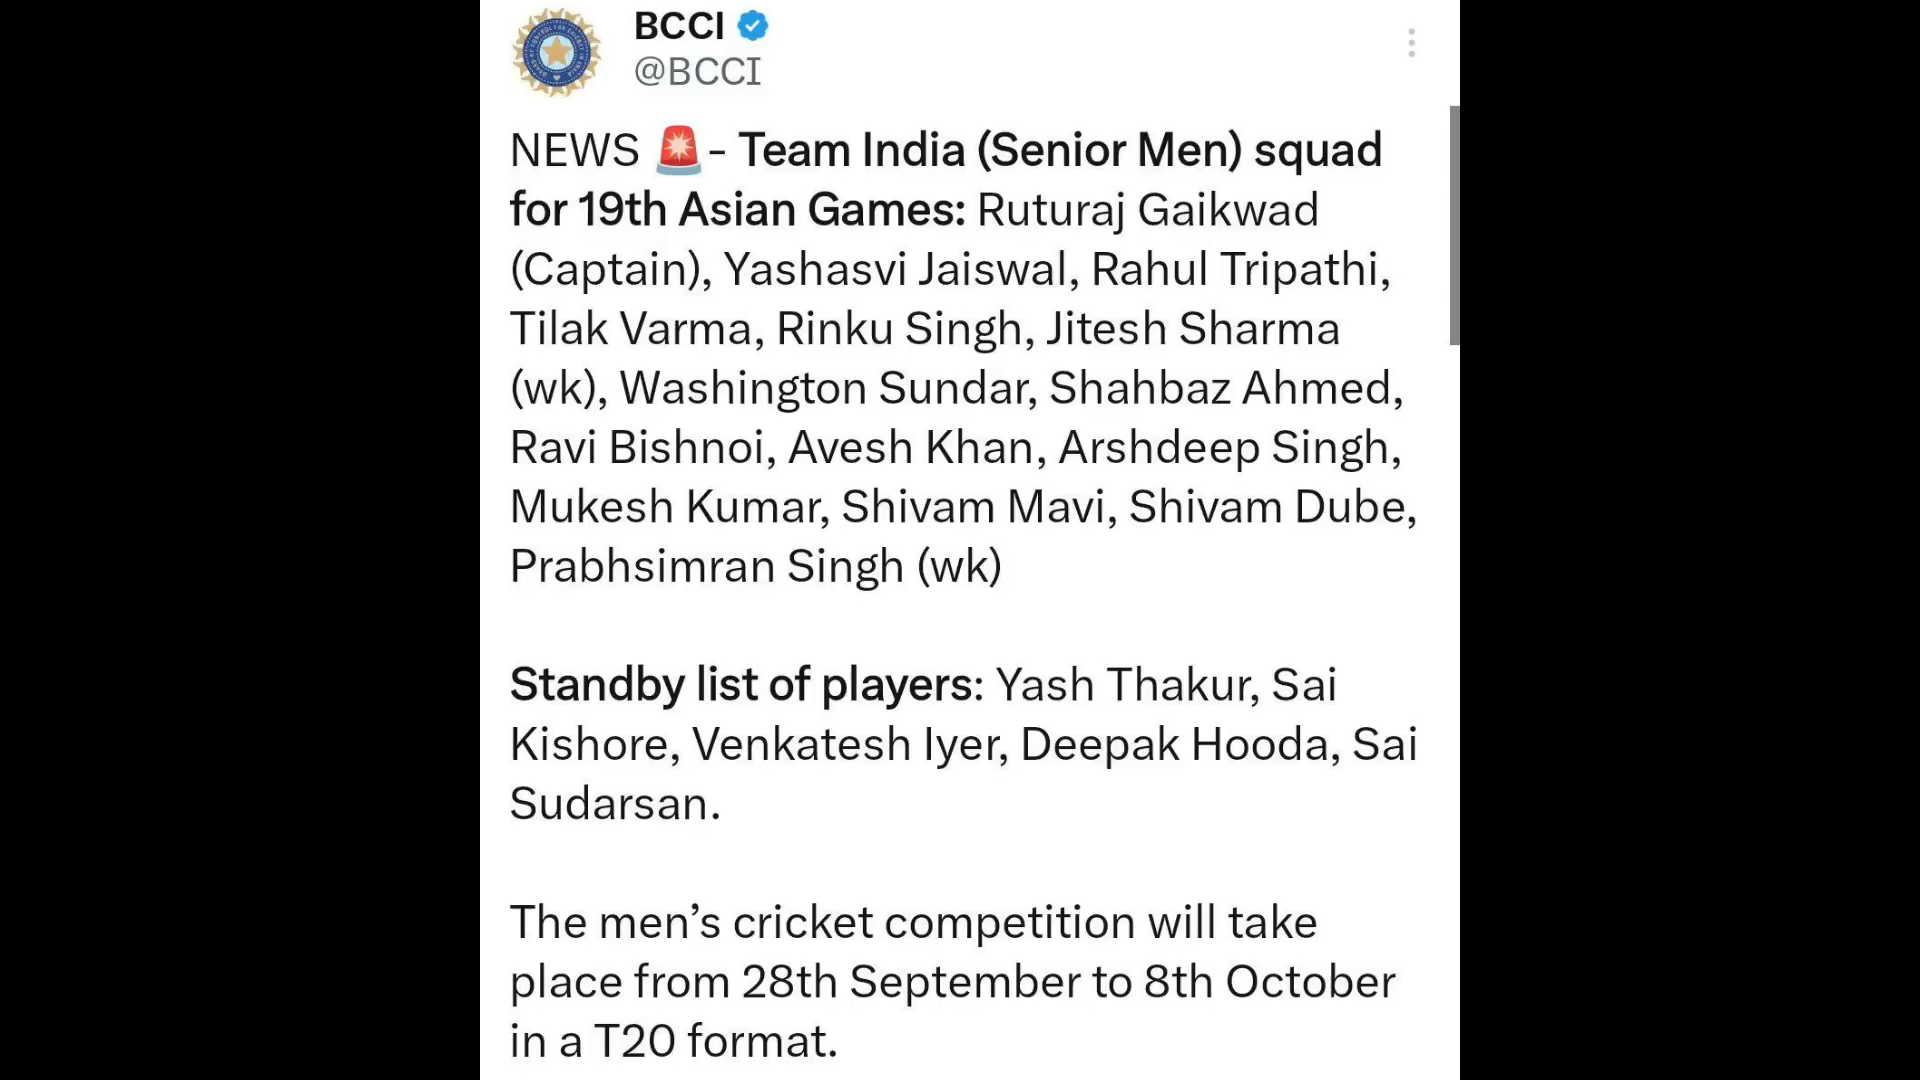 BCCI
@BCCI
NEWS 🚨- Team India (Senior Men) squad
for 19th Asian Games: Ruturaj Gaikwad
(Captain), Yashasvi Jaiswal, Rahul Tripathi,
Tilak Varma, Rinku Singh, Jitesh Sharma
(wk), Washington Sundar, Shahbaz Ahmed,
Ravi Bishnoi, Avesh Khan, Arshdeep Singh,
Mukesh Kumar, Shivam Mavi, Shivam Dube,
Prabhsimran Singh (wk)
Standby list of players: Yash Thakur, Sai
Kishore, Venkatesh Iyer, Deepak Hooda, Sai
Sudarsan.
The men’s cricket competition will take
place from 28th September to 8th October
in a T20 format.